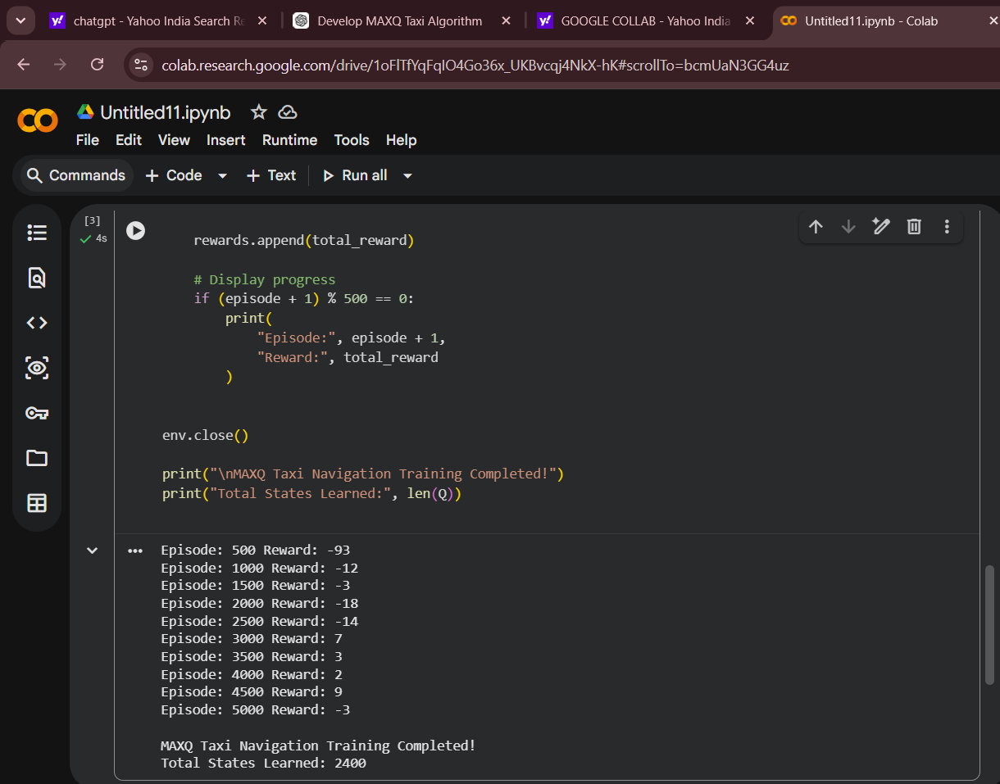 chatgpt - Yahoo India Search Re
Develop MAXQ Taxi Algorithm
GOOGLE COLLAB - Yahoo India
Untitled11.ipynb - Colab
colab.research.google.com/drive/1oFlTfYqFqIO4Go36x_UKBvcqj4NkX-hK#scrollTo=bcmUaN3GG4uz
Untitled11.ipynb
File Edit View Insert Runtime Tools Help
Commands + Code + Text Run all
[3]
4s
rewards.append(total_reward)
# Display progress
if (episode + 1) % 500 == 0:
print(
"Episode:", episode + 1,
"Reward:", total_reward
)
env.close()
print("\nMAXQ Taxi Navigation Training Completed!")
print("Total States Learned:", len(Q))
Episode: 500 Reward: -93
Episode: 1000 Reward: -12
Episode: 1500 Reward: -3
Episode: 2000 Reward: -18
Episode: 2500 Reward: -14
Episode: 3000 Reward: 7
Episode: 3500 Reward: 3
Episode: 4000 Reward: 2
Episode: 4500 Reward: 9
Episode: 5000 Reward: -3
MAXQ Taxi Navigation Training Completed!
Total States Learned: 2400